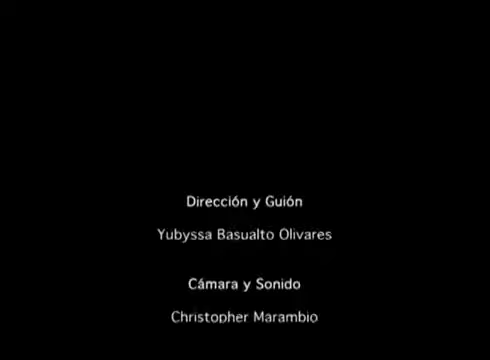 Dirección y Guión
Yubyssa Basualto Olivares
Cámara y Sonido
Christopher Marambio